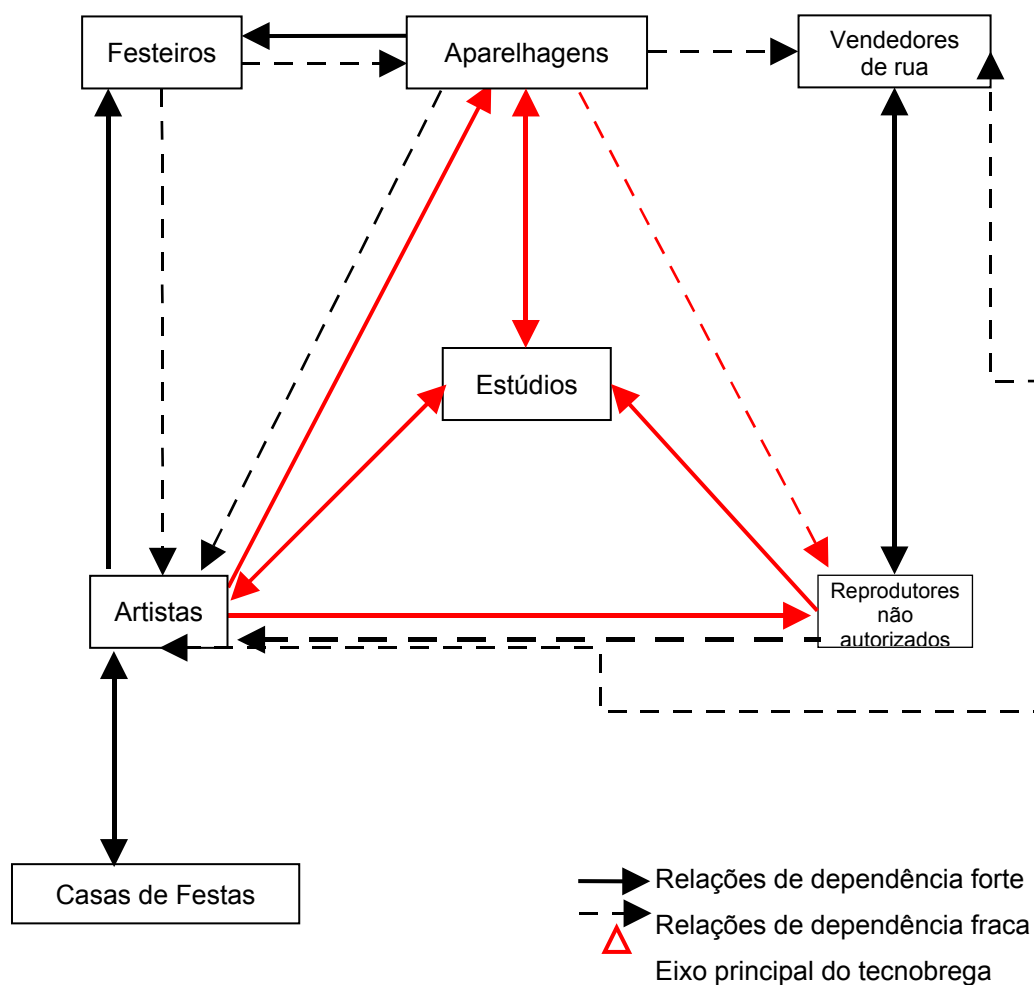 Festeiros
Aparelhagens
Vendedores
de rua
Estúdios
Artistas
Reprodutores
não
autorizados
Casas de Festas
Relações de dependência forte
Relações de dependência fraca
Eixo principal do tecnobrega